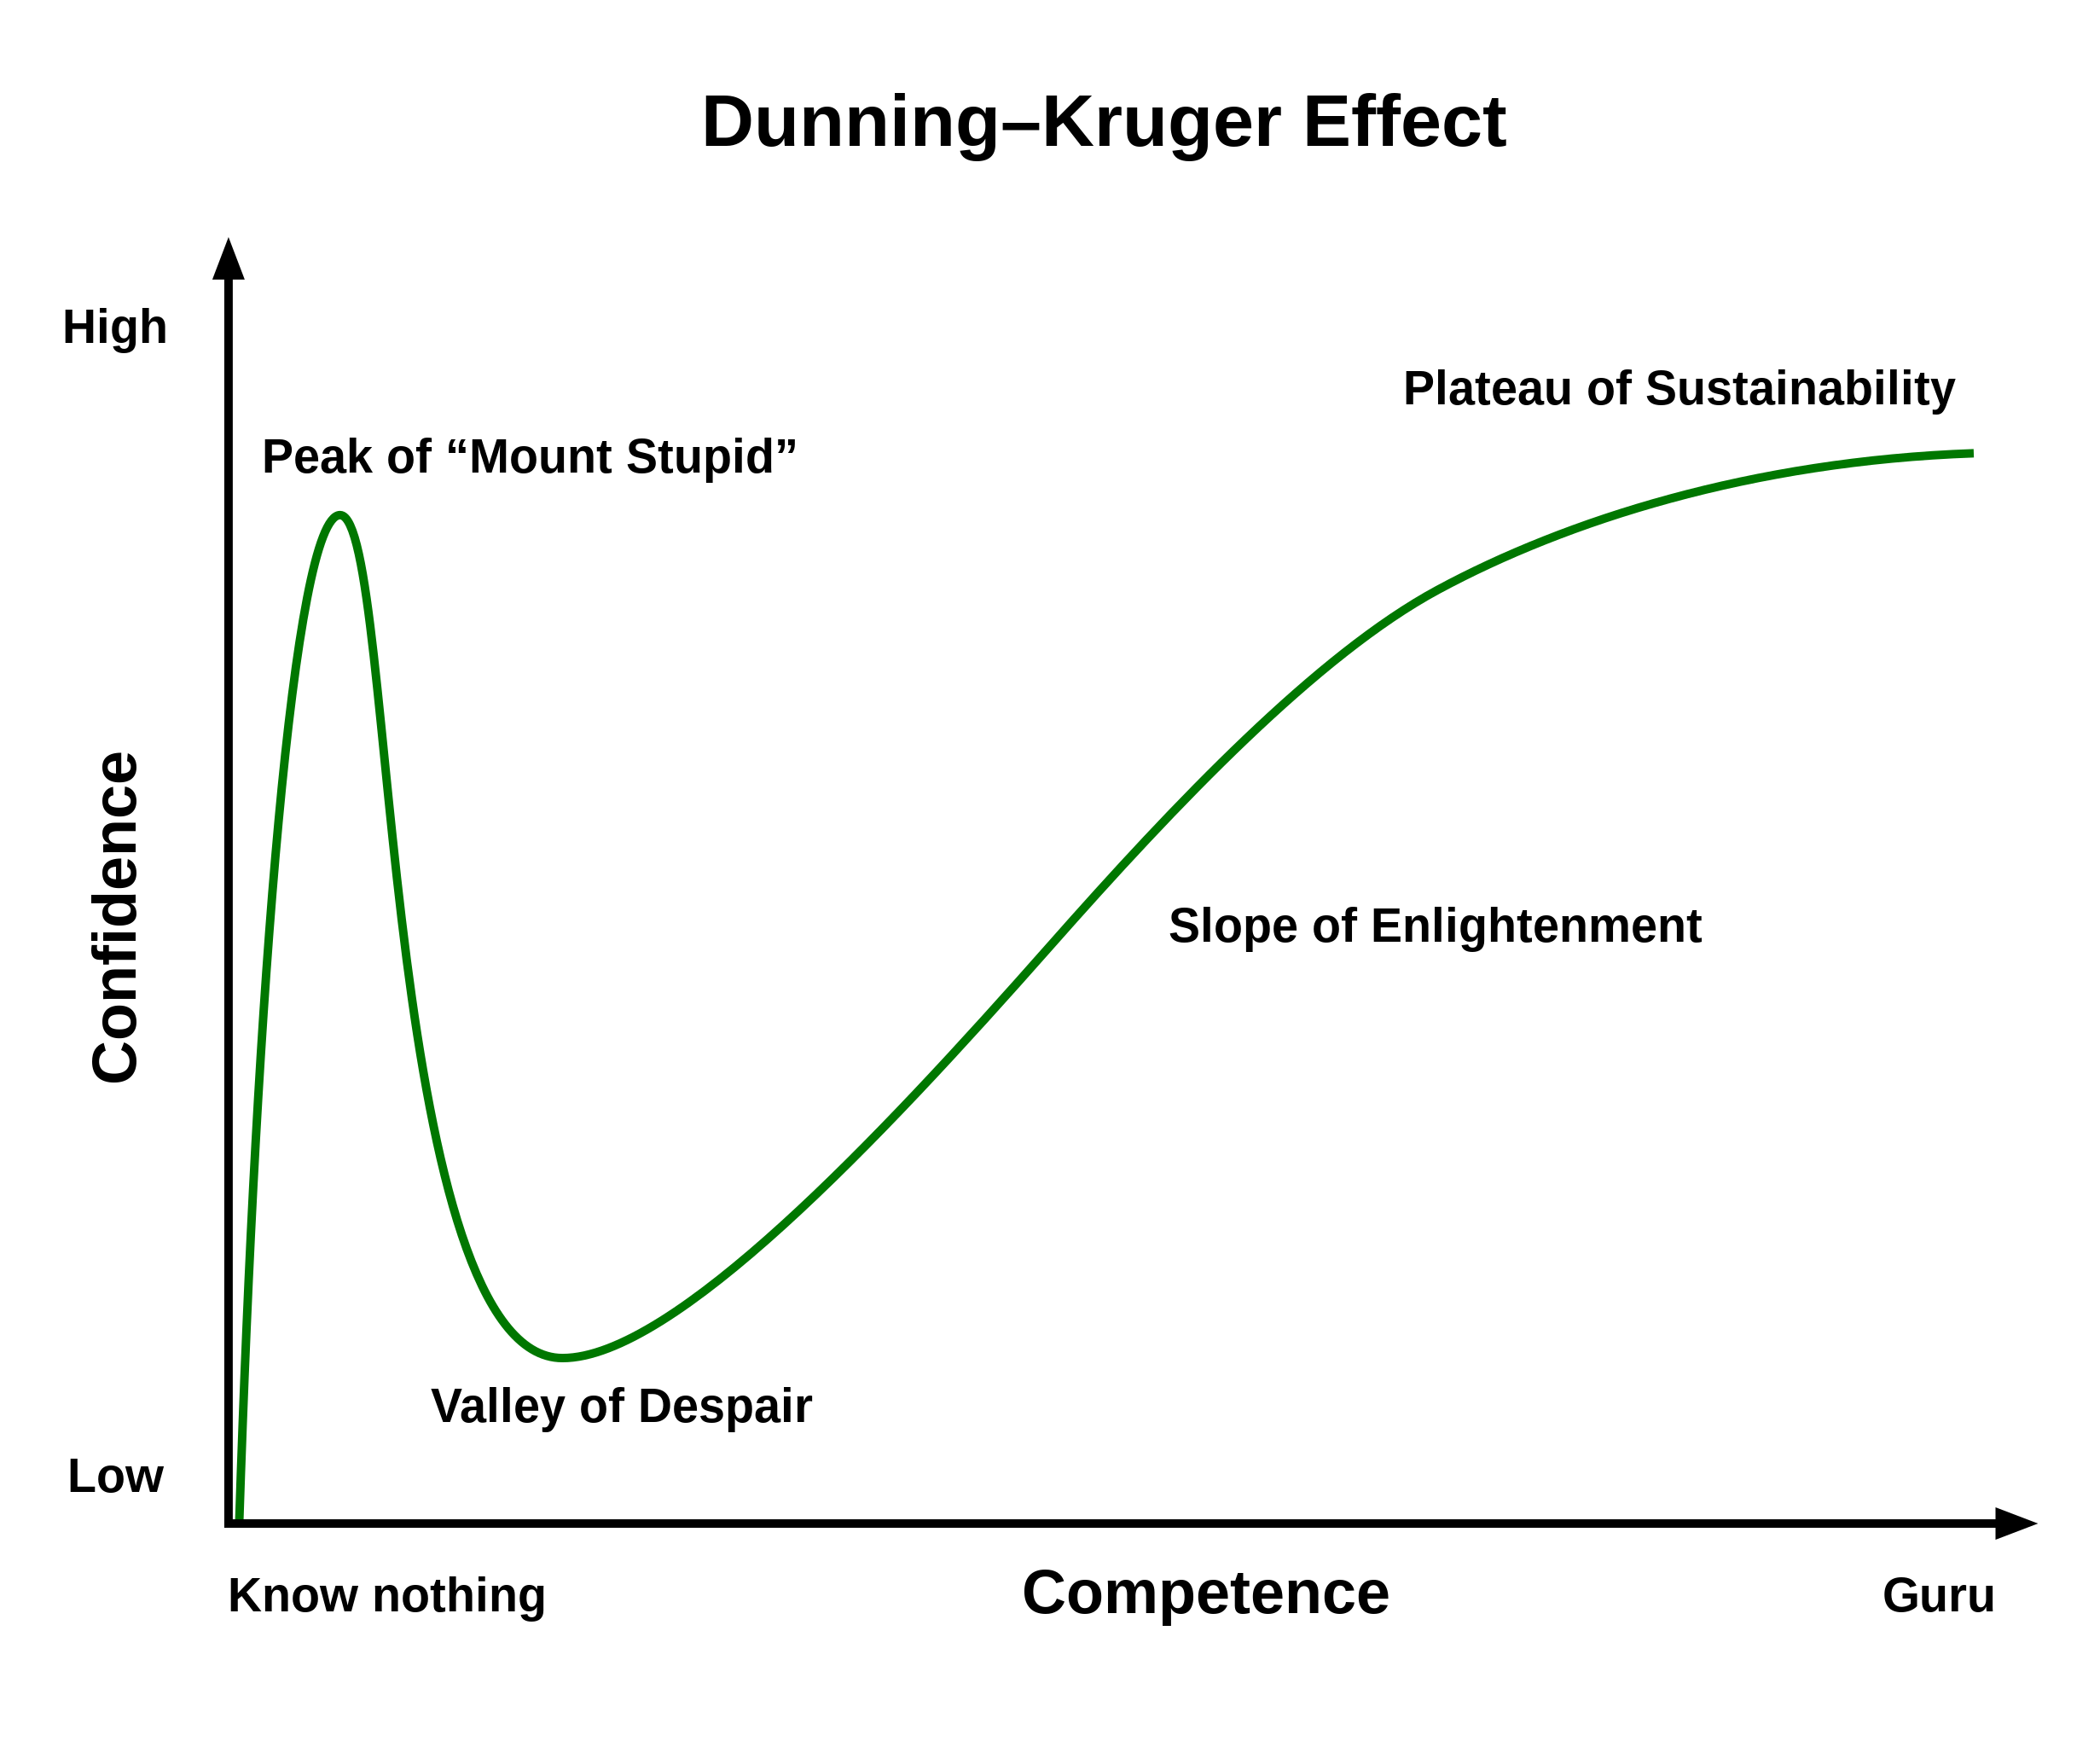 Dunning–Kruger Effect
High
Plateau of Sustainability
Peak of “Mount Stupid”
Confidence
Slope of Enlightenment
Valley of Despair
Low
Know nothing
Competence
Guru